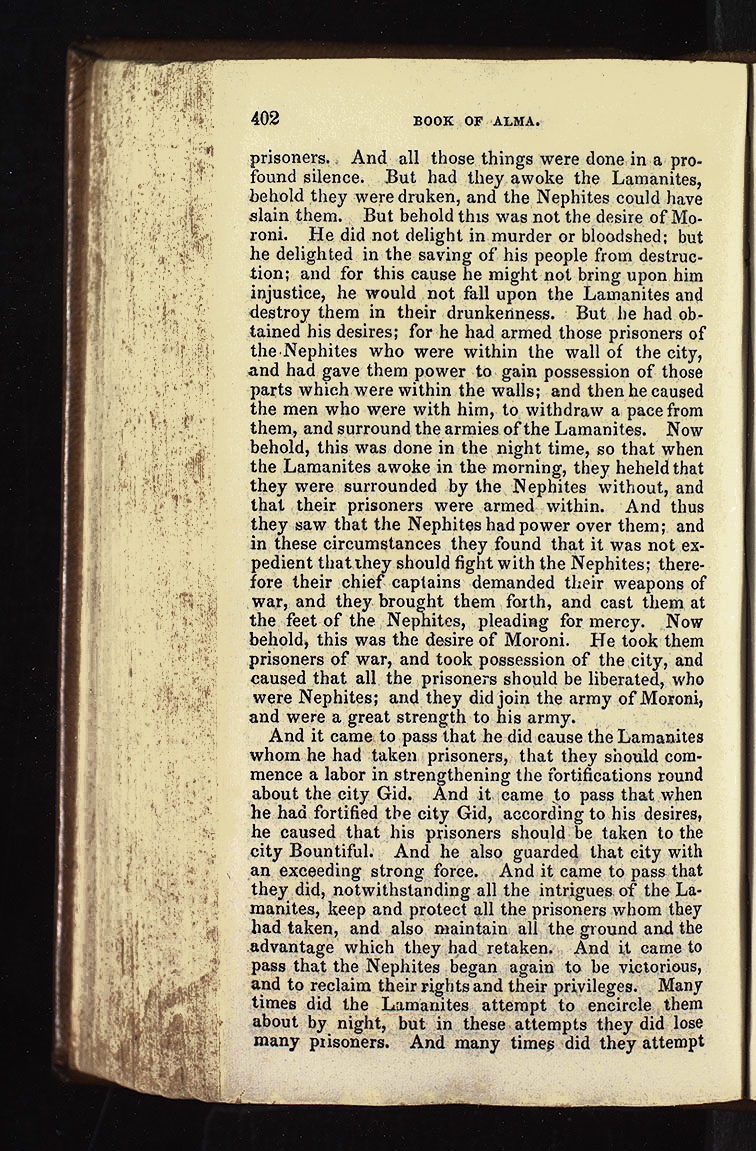 402 BOOK OF ALMA.
prisoners. And all those things were done in a pro-
found silence. But had they awoke the Lamanites,
behold they were druken, and the Nephites could have
slain them. But behold this was not the desire of Mo-
roni. He did not delight in murder or bloodshed; but
he delighted in the saving of his people from destruc-
tion; and for this cause he might not bring upon him
injustice, he would not fall upon the Lamanites and
destroy them in their drunkenness. But he had ob-
tained his desires; for he had armed those prisoners of
the Nephites who were within the wall of the city,
and had gave them power to gain possession of those
parts which were within the walls; and then he caused
the men who were with him, to withdraw a pace from
them, and surround the armies of the Lamanites. Now
behold, this was done in the night time, so that when
the Lamanites awoke in the morning, they heheld that
they were surrounded by the Nephites without, and
that their prisoners were armed within. And thus
they saw that the Nephites had power over them; and
in these circumstances they found that it was not ex-
pedient that they should fight with the Nephites; there-
fore their chief captains demanded their weapons of
war, and they brought them forth, and cast them at
the feet of the Nephites, pleading for mercy. Now
behold, this was the desire of Moroni. He took them
prisoners of war, and took possession of the city, and
caused that all the prisoners should be liberated, who
were Nephites; and they did join the army of Moroni,
and were a great strength to his army.
And it came to pass that he did cause the Lamanites
whom he had taken prisoners, that they should com-
mence a labor in strengthening the fortifications round
about the city Gid. And it came to pass that when
he had fortified the city Gid, according to his desires,
he caused that his prisoners should be taken to the
city Bountiful. And he also guarded that city with
an exceeding strong force. And it came to pass that
they did, notwithstanding all the intrigues of the La-
manites, keep and protect all the prisoners whom they
had taken, and also maintain all the ground and the
advantage which they had retaken. And it came to
pass that the Nephites began again to be victorious,
and to reclaim their rights and their privileges. Many
times did the Lamanites attempt to encircle them
about by night, but in these attempts they did lose
many prisoners. And many times did they attempt